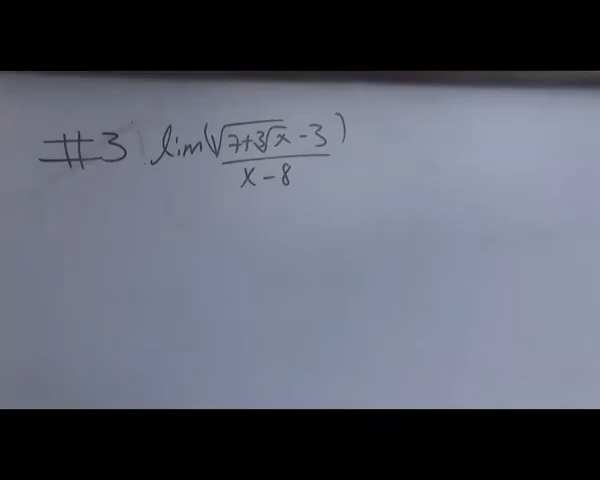 #3 lim(√(7+∛x) - 3)
x - 8